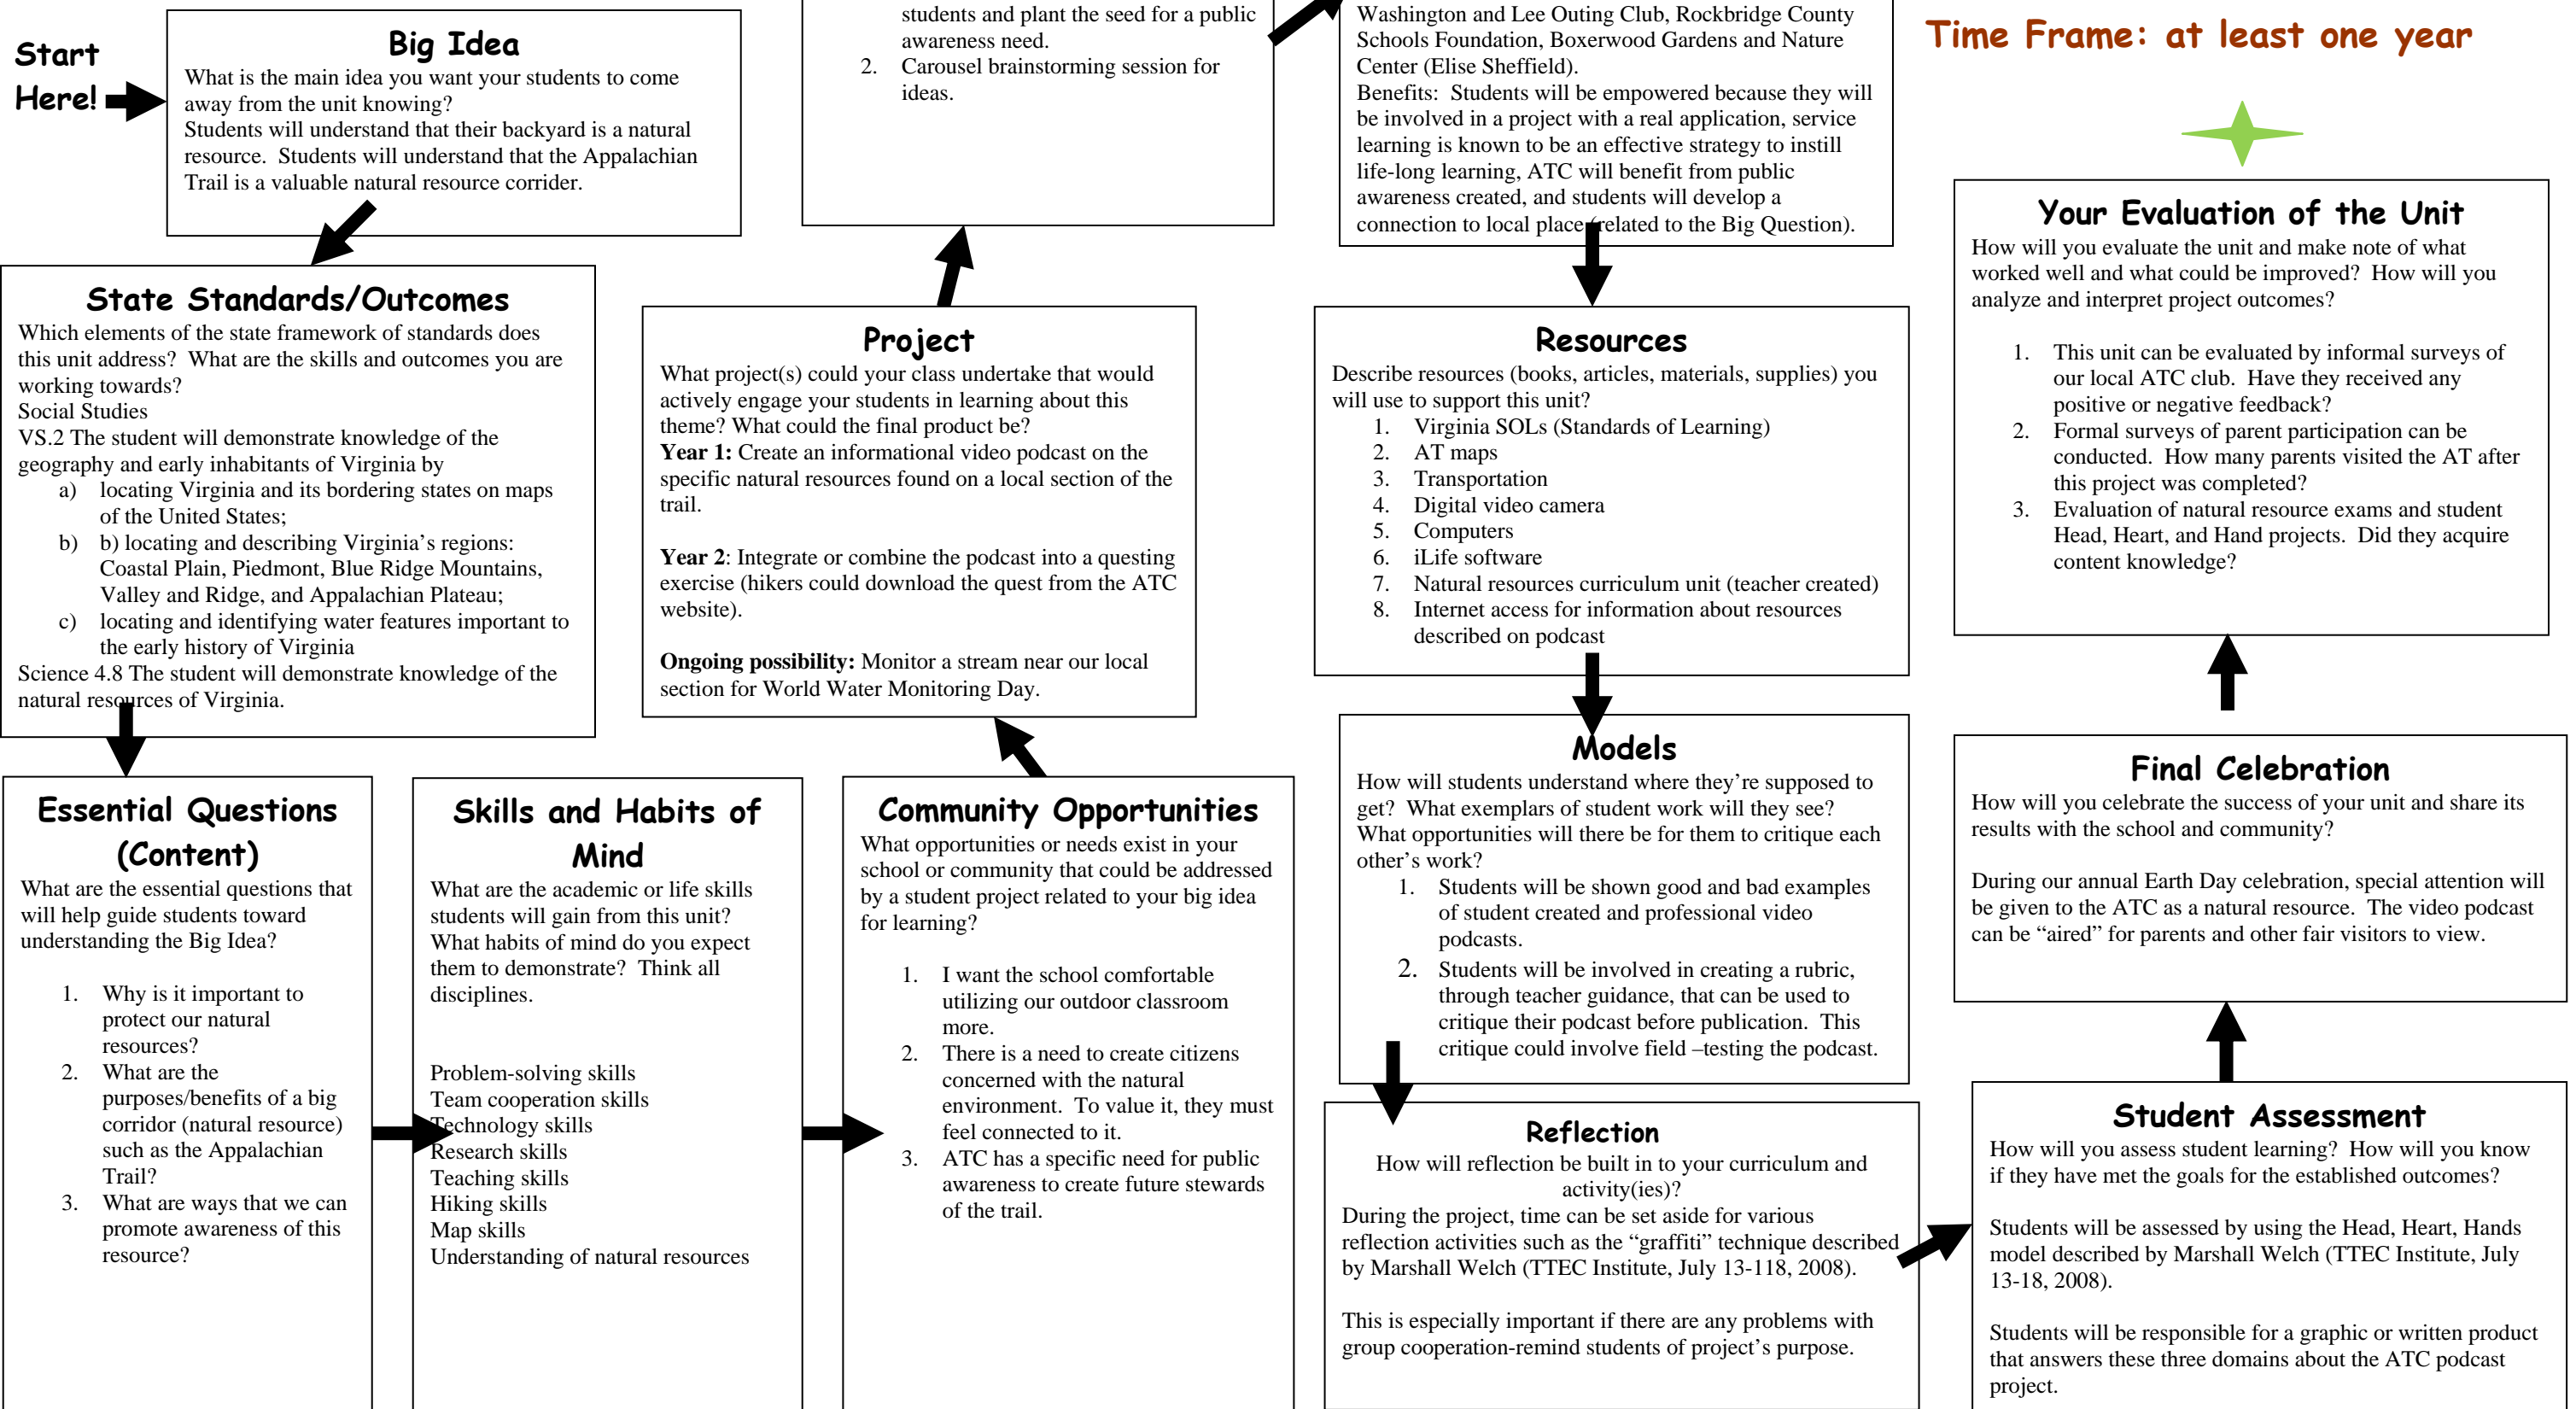 Start
Here!
Big Idea
What is the main idea you want your students to come
away from the unit knowing?
Students will understand that their backyard is a natural
resource.  Students will understand that the Appalachian
Trail is a valuable natural resource corrider.
State Standards/Outcomes
Which elements of the state framework of standards does
this unit address?  What are the skills and outcomes you are
working towards?
Social Studies
VS.2 The student will demonstrate knowledge of the
geography and early inhabitants of Virginia by
a) locating Virginia and its bordering states on maps
of the United States;
b) b) locating and describing Virginia’s regions:
Coastal Plain, Piedmont, Blue Ridge Mountains,
Valley and Ridge, and Appalachian Plateau;
c) locating and identifying water features important to
the early history of Virginia
Science 4.8 The student will demonstrate knowledge of the
natural resources of Virginia.
Essential Questions
(Content)
What are the essential questions that
will help guide students toward
understanding the Big Idea?
1. Why is it important to
protect our natural
resources?
2. What are the
purposes/benefits of a big
corridor (natural resource)
such as the Appalachian
Trail?
3. What are ways that we can
promote awareness of this
resource?
Skills and Habits of
Mind
What are the academic or life skills
students will gain from this unit?
What habits of mind do you expect
them to demonstrate?  Think all
disciplines.
Problem-solving skills
Team cooperation skills
Technology skills
Research skills
Teaching skills
Hiking skills
Map skills
Understanding of natural resources
Community Opportunities
What opportunities or needs exist in your
school or community that could be addressed
by a student project related to your big idea
for learning?
1. I want the school comfortable
utilizing our outdoor classroom
more.
2. There is a need to create citizens
concerned with the natural
environment.  To value it, they must
feel connected to it.
3. ATC has a specific need for public
awareness to create future stewards
of the trail.
Project
What project(s) could your class undertake that would
actively engage your students in learning about this
theme? What could the final product be?
Year 1: Create an informational video podcast on the
specific natural resources found on a local section of the
trail.
Year 2: Integrate or combine the podcast into a questing
exercise (hikers could download the quest from the ATC
website).
Ongoing possibility: Monitor a stream near our local
section for World Water Monitoring Day.
students and plant the seed for a public
awareness need.
2. Carousel brainstorming session for
ideas.
Washington and Lee Outing Club, Rockbridge County
Schools Foundation, Boxerwood Gardens and Nature
Center (Elise Sheffield).
Benefits:  Students will be empowered because they will
be involved in a project with a real application, service
learning is known to be an effective strategy to instill
life-long learning, ATC will benefit from public
awareness created, and students will develop a
connection to local place (related to the Big Question).
Resources
Describe resources (books, articles, materials, supplies) you
will use to support this unit?
1. Virginia SOLs (Standards of Learning)
2. AT maps
3. Transportation
4. Digital video camera
5. Computers
6. iLife software
7. Natural resources curriculum unit (teacher created)
8. Internet access for information about resources
described on podcast
Models
How will students understand where they’re supposed to
get?  What exemplars of student work will they see?
What opportunities will there be for them to critique each
other’s work?
1. Students will be shown good and bad examples
of student created and professional video
podcasts.
2. Students will be involved in creating a rubric,
through teacher guidance, that can be used to
critique their podcast before publication.  This
critique could involve field –testing the podcast.
Reflection
How will reflection be built in to your curriculum and
activity(ies)?
During the project, time can be set aside for various
reflection activities such as the “graffiti” technique described
by Marshall Welch (TTEC Institute, July 13-118, 2008).
This is especially important if there are any problems with
group cooperation-remind students of project’s purpose.
Student Assessment
How will you assess student learning?  How will you know
if they have met the goals for the established outcomes?
Students will be assessed by using the Head, Heart, Hands
model described by Marshall Welch (TTEC Institute, July
13-18, 2008).
Students will be responsible for a graphic or written product
that answers these three domains about the ATC podcast
project.
Final Celebration
How will you celebrate the success of your unit and share its
results with the school and community?
During our annual Earth Day celebration, special attention will
be given to the ATC as a natural resource.  The video podcast
can be “aired” for parents and other fair visitors to view.
Your Evaluation of the Unit
How will you evaluate the unit and make note of what
worked well and what could be improved?  How will you
analyze and interpret project outcomes?
1. This unit can be evaluated by informal surveys of
our local ATC club.  Have they received any
positive or negative feedback?
2. Formal surveys of parent participation can be
conducted.  How many parents visited the AT after
this project was completed?
3. Evaluation of natural resource exams and student
Head, Heart, and Hand projects.  Did they acquire
content knowledge?
Time Frame: at least one year